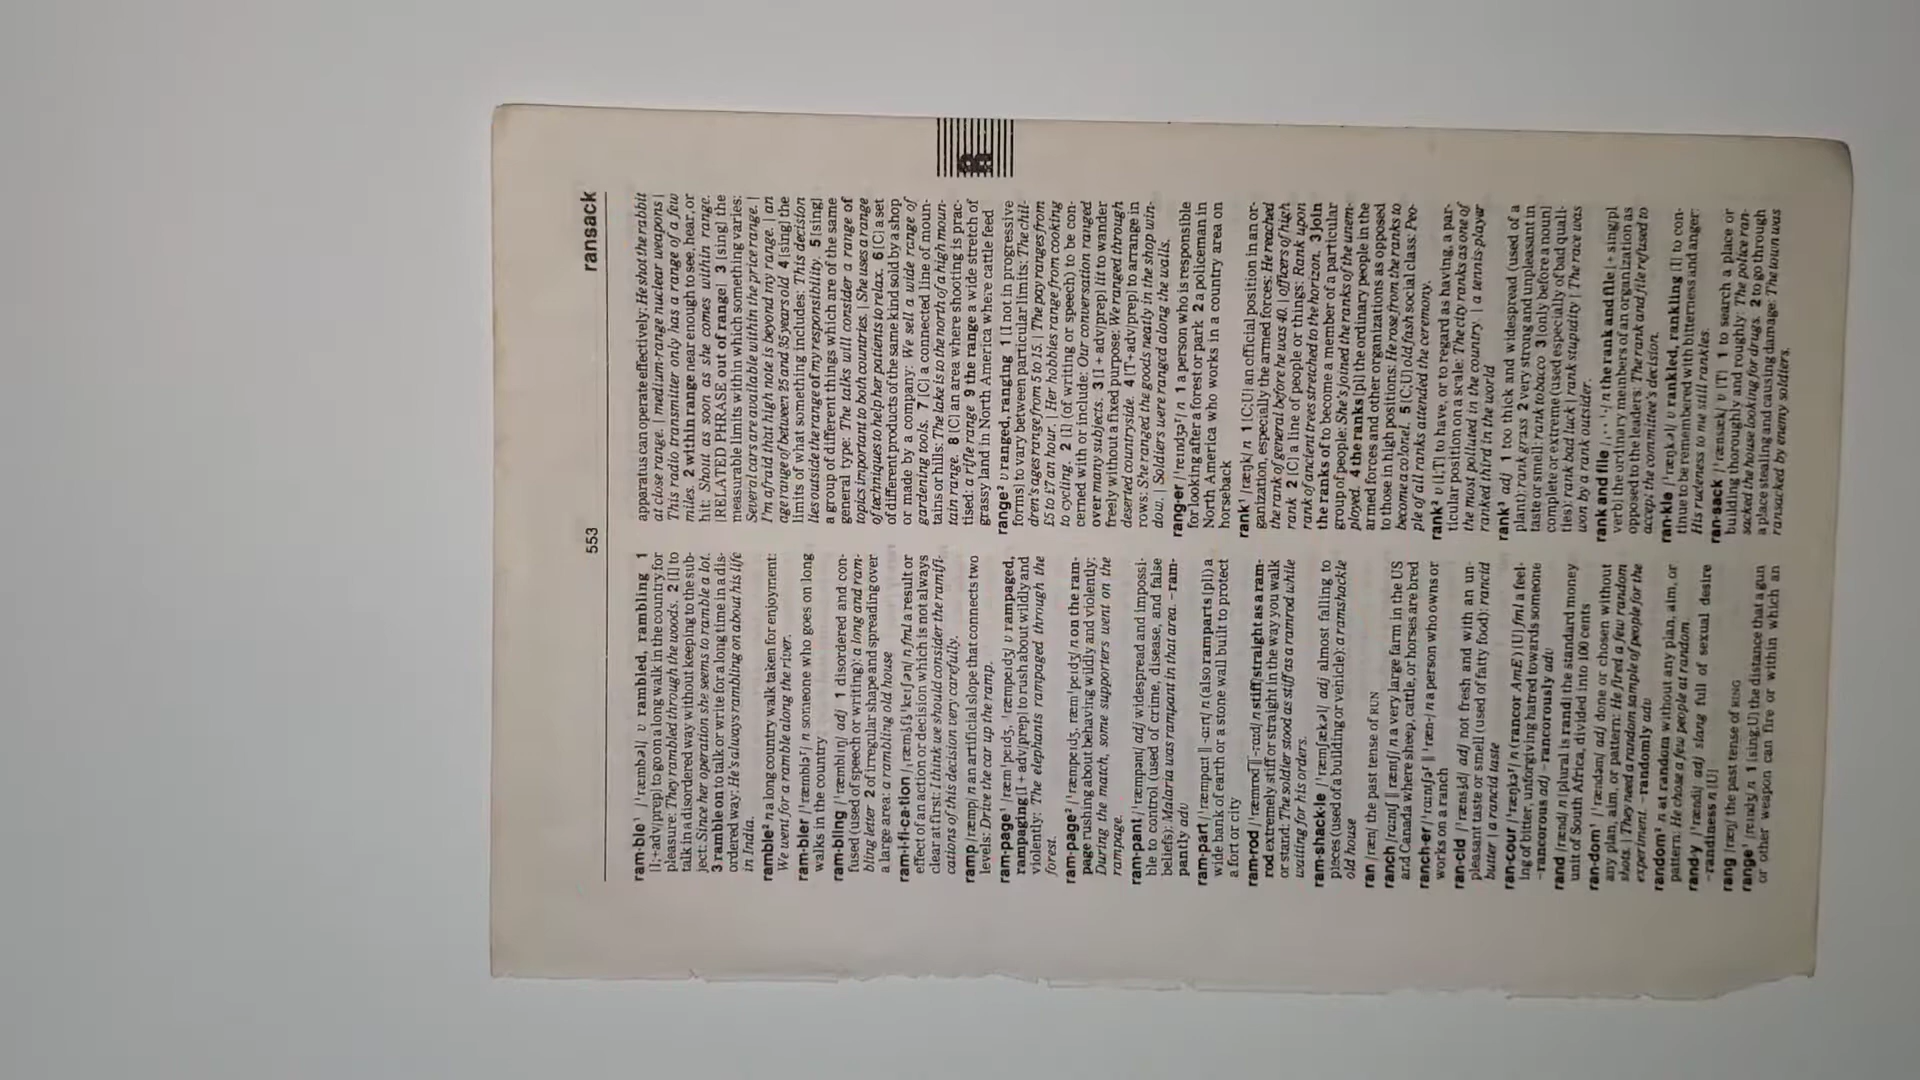 553
ransack
ram·ble¹ /ˈræmbəl/ v rambled, rambling 1
[I;+adv/prep] to go on a long walk in the country for
pleasure: They rambled through the woods. 2 [I] to
talk in a disordered way without keeping to the sub-
ject: Since her operation she seems to ramble a lot.
3 ramble on to talk or write for a long time in a dis-
ordered way: He's always rambling on about his life
in India.
ramble² n a long country walk taken for enjoyment:
We went for a ramble along the river.
ram·bler /ˈræmbləʳ/ n someone who goes on long
walks in the country
ram·bling /ˈræmblɪŋ/ adj 1 disordered and con-
fused (used of speech or writing): a long and ram-
bling letter 2 of irregular shape and spreading over
a large area: a rambling old house
ram·i·fi·ca·tion /ˌræmɪfɪˈkeɪʃən/ n fml a result or
effect of an action or decision which is not always
clear at first: I think we should consider the ramifi-
cations of this decision very carefully.
ramp /ræmp/ n an artificial slope that connects two
levels: Drive the car up the ramp.
ram·page¹ /ræmˈpeɪdʒ, ˈræmpeɪdʒ/ v rampaged,
rampaging [I + adv/prep] to rush about wildly and
violently: The elephants rampaged through the
forest.
ram·page² /ˈræmpeɪdʒ, ræmˈpeɪdʒ/ n on the ram-
page rushing about behaving wildly and violently:
During the match, some supporters went on the
rampage.
ram·pant /ˈræmpənt/ adj widespread and impossi-
ble to control (used of crime, disease, and false
beliefs): Malaria was rampant in that area. –ram-
pantly adv
ram·part /ˈræmpɑːt‖-ɑːrt/ n (also ramparts [pl]) a
wide bank of earth or a stone wall built to protect
a fort or city
ram·rod /ˈræmrɒd‖-rɑːd/ n stiff/straight as a ram-
rod extremely stiff or straight in the way you walk
or stand: The soldier stood as stiff as a ramrod while
waiting for his orders.
ram·shack·le /ˈræmʃækəl/ adj almost falling to
pieces (used of a building or vehicle): a ramshackle
old house
ran /ræn/ the past tense of RUN
ranch /rɑːntʃ‖ræntʃ/ n a very large farm in the US
and Canada where sheep, cattle, or horses are bred
ranch·er /ˈrɑːntʃəʳ‖ˈræn-/ n a person who owns or
works on a ranch
ran·cid /ˈrænsɪd/ adj not fresh and with an un-
pleasant taste or smell (used of fatty food): rancid
butter | a rancid taste
ran·cour /ˈræŋkəʳ/ n (rancor AmE) [U] fml a feel-
ing of bitter, unforgiving hatred towards someone
–rancorous adj –rancorously adv
rand /rænd/ n [plural is rand] the standard money
unit of South Africa, divided into 100 cents
ran·dom¹ /ˈrændəm/ adj done or chosen without
any plan, aim, or pattern: He fired a few random
shots. | They need a random sample of people for the
experiment. –randomly adv
random² n at random without any plan, aim, or
pattern: He chose a few people at random.
rand·y /ˈrændi/ adj slang full of sexual desire
–randiness n [U]
rang /ræŋ/ the past tense of RING
range¹ /reɪndʒ/ n 1 [sing;U] the distance that a gun
or other weapon can fire or within which an
apparatus can operate effectively: He shot the rabbit
at close range. | medium-range nuclear weapons |
This radio transmitter only has a range of a few
miles. 2 within range near enough to see, hear, or
hit: Shout as soon as she comes within range.
[RELATED PHRASE out of range] 3 [sing] the
measurable limits within which something varies:
Several cars are available within the price range. |
I'm afraid that high note is beyond my range. | an
age range of between 25 and 35 years old 4 [sing] the
limits of what something includes: This decision
lies outside the range of my responsibility. 5 [sing]
a group of different things which are of the same
general type: The talks will consider a range of
topics important to both countries. | She uses a range
of techniques to help her patients to relax. 6 [C] a set
of different products of the same kind sold by a shop
or made by a company: We sell a wide range of
gardening tools. 7 [C] a connected line of moun-
tains or hills: The lake is to the north of a high moun-
tain range. 8 [C] an area where shooting is prac-
tised: a rifle range 9 the range a wide stretch of
grassy land in North America where cattle feed
range² v ranged, ranging 1 [I not in progressive
forms] to vary between particular limits: The chil-
dren's ages range from 5 to 15. | The pay ranges from
£5 to £7 an hour. | Her hobbies range from cooking
to cycling. 2 [I] (of writing or speech) to be con-
cerned with or include: Our conversation ranged
over many subjects. 3 [I + adv/prep] lit to wander
freely without a fixed purpose: We ranged through
deserted countryside. 4 [T+adv/prep] to arrange in
rows: She ranged the goods neatly in the shop win-
dow. | Soldiers were ranged along the walls.
rang·er /ˈreɪndʒəʳ/ n 1 a person who is responsible
for looking after a forest or park 2 a policeman in
North America who works in a country area on
horseback
rank¹ /ræŋk/ n 1 [C;U] an official position in an or-
ganization, especially the armed forces: He reached
the rank of general before he was 40. | officers of high
rank 2 [C] a line of people or things: Rank upon
rank of ancient trees stretched to the horizon. 3 join
the ranks of to become a member of a particular
group of people: She's joined the ranks of the unem-
ployed. 4 the ranks [pl] the ordinary people in the
armed forces and other organizations as opposed
to those in high positions: He rose from the ranks to
become a colonel. 5 [C;U] old fash social class: Peo-
ple of all ranks attended the ceremony.
rank² v [I;T] to have, or to regard as having, a par-
ticular position on a scale: The city ranks as one of
the most polluted in the country. | a tennis player
ranked third in the world
rank³ adj 1 too thick and widespread (used of a
plant): rank grass 2 very strong and unpleasant in
taste or smell: rank tobacco 3 [only before a noun]
complete or extreme (used especially of bad quali-
ties): rank bad luck | rank stupidity | The race was
won by a rank outsider.
rank and file /ˌ· · ˈ·/ n the rank and file [+ sing/pl
verb] the ordinary members of an organization as
opposed to the leaders: The rank and file refused to
accept the committee's decision.
ran·kle /ˈræŋkəl/ v rankled, rankling [I] to con-
tinue to be remembered with bitterness and anger:
His rudeness to me still rankles.
ran·sack /ˈrænsæk/ v [T] 1 to search a place or
building thoroughly and roughly: The police ran-
sacked the house looking for drugs. 2 to go through
a place stealing and causing damage: The town was
ransacked by enemy soldiers.
R